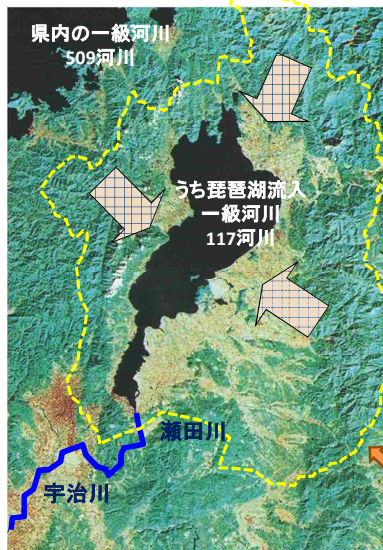 県内の一級河川
509河川
うち琵琶湖流入
一級河川
117河川
瀬田川
宇治川